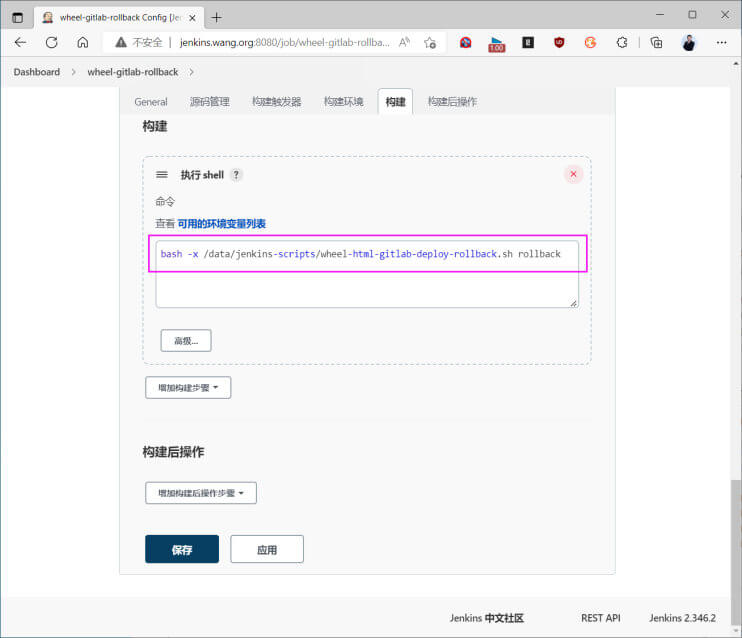 wheel-gitlab-rollback Config [Je
不安全
jenkins.wang.org:8080/job/wheel-gitlab-rollba...
1.00
Dashboard
wheel-gitlab-rollback
General
源码管理
构建触发器
构建环境
构建
构建后操作
构建
执行 shell
?
命令
查看 可用的环境变量列表
bash -x /data/jenkins-scripts/wheel-html-gitlab-deploy-rollback.sh rollback
高级...
增加构建步骤
构建后操作
增加构建后操作步骤
保存
应用
Jenkins 中文社区
REST API
Jenkins 2.346.2